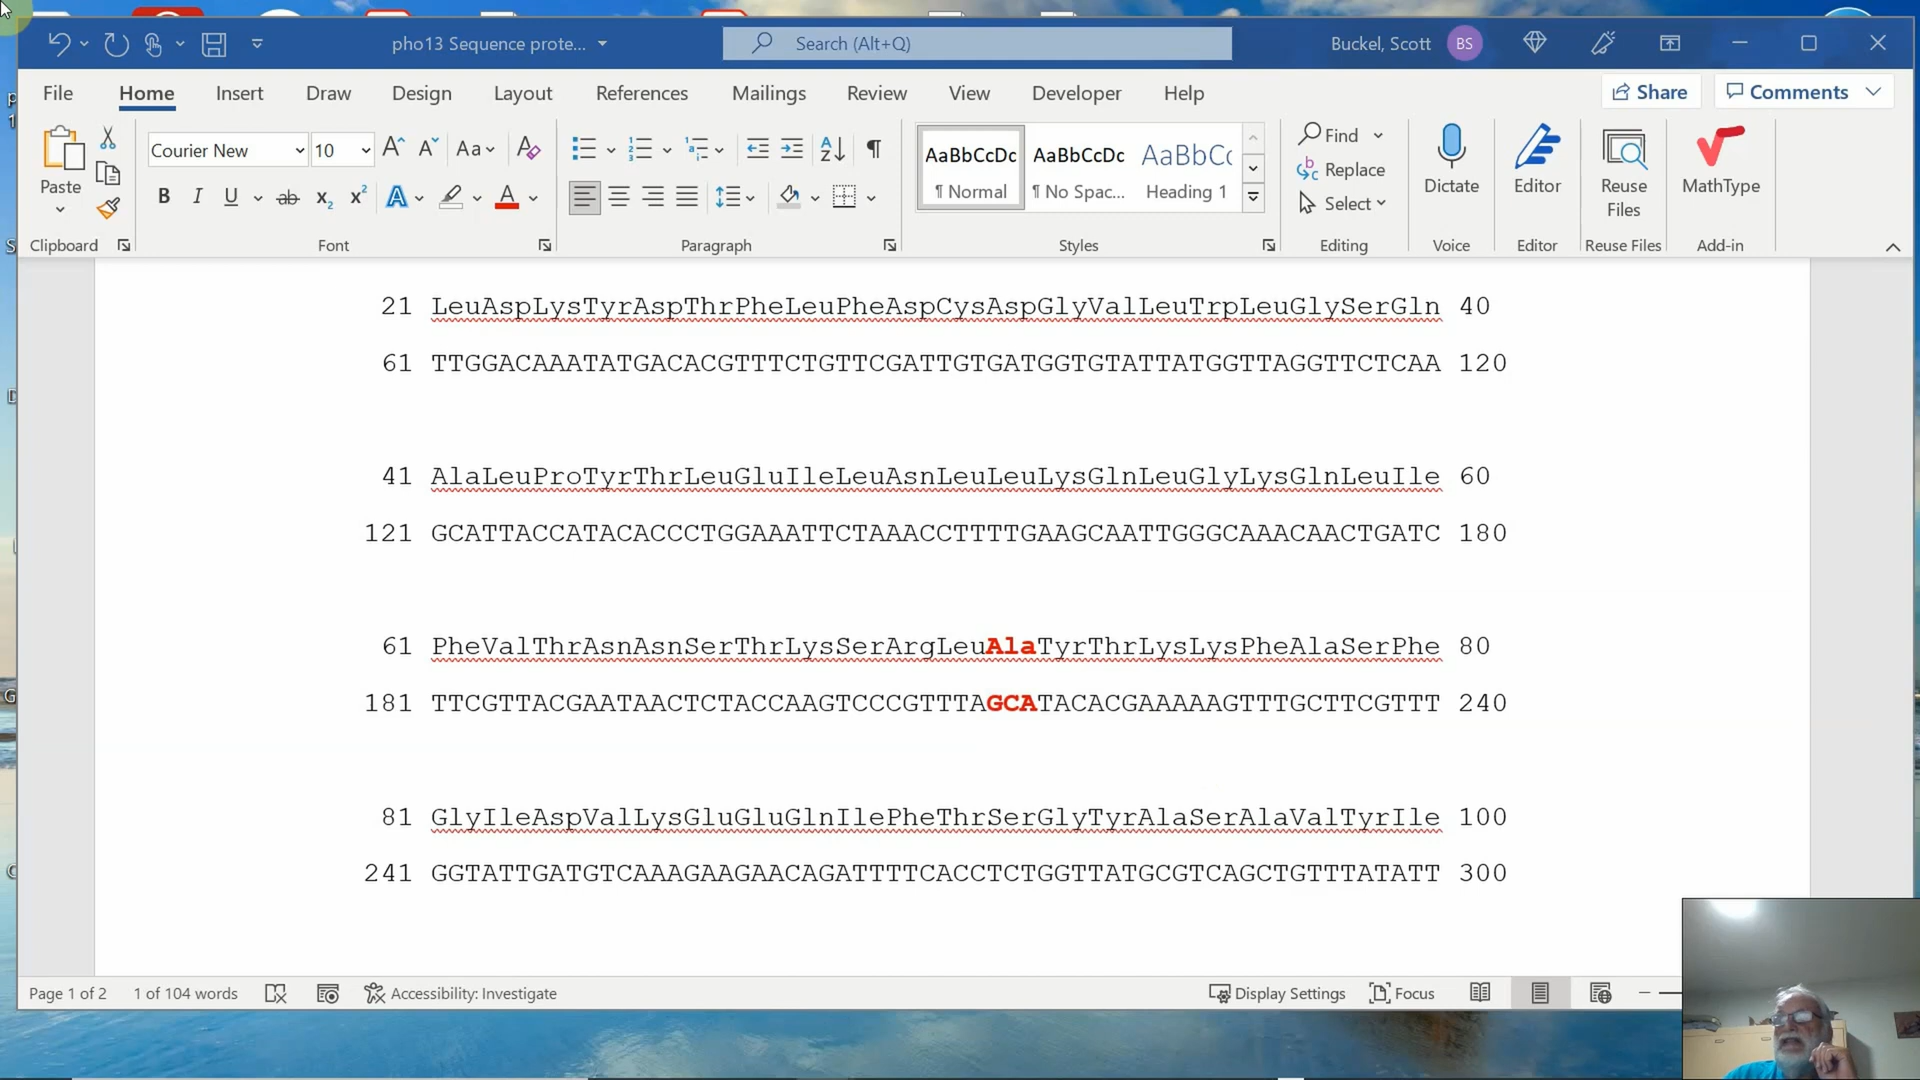 pho13 Sequence prote...
Search (Alt+Q)
Buckel, Scott
BS
File
Home
Insert
Draw
Design
Layout
References
Mailings
Review
View
Developer
Help
Share
Comments
Paste
Courier New
10
Aa
B
I
U
ab
AaBbCcDc
¶ Normal
AaBbCcDc
¶ No Spac...
AaBbCc
Heading 1
Find
Replace
Select
Dictate
Editor
Reuse Files
MathType
Clipboard
Font
Paragraph
Styles
Editing
Voice
Editor
Reuse Files
Add-in
21 LeuAspLysTyrAspThrPheLeuPheAspCysAspGlyValLeuTrpLeuGlySerGln 40
61 TTGGACAAATATGACACGTTTCTGTTCGATTGTGATGGTGTATTATGGTTAGGTTCTCAA 120
41 AlaLeuProTyrThrLeuGluIleLeuAsnLeuLeuLysGlnLeuGlyLysGlnLeuIle 60
121 GCATTACCATACACCCTGGAAATTCTAAACCTTTTGAAGCAATTGGGCAAACAACTGATC 180
61 PheValThrAsnAsnSerThrLysSerArgLeuAlaTyrThrLysLysPheAlaSerPhe 80
181 TTCGTTACGAATAACTCTACCAAGTCCCGTTTAGCATACACGAAAAAGTTTGCTTCGTTT 240
81 GlyIleAspValLysGluGluGlnIlePheThrSerGlyTyrAlaSerAlaValTyrIle 100
241 GGTATTGATGTCAAAGAAGAACAGATTTTCACCTCTGGTTATGCGTCAGCTGTTTATATT 300
Page 1 of 2
1 of 104 words
Accessibility: Investigate
Display Settings
Focus